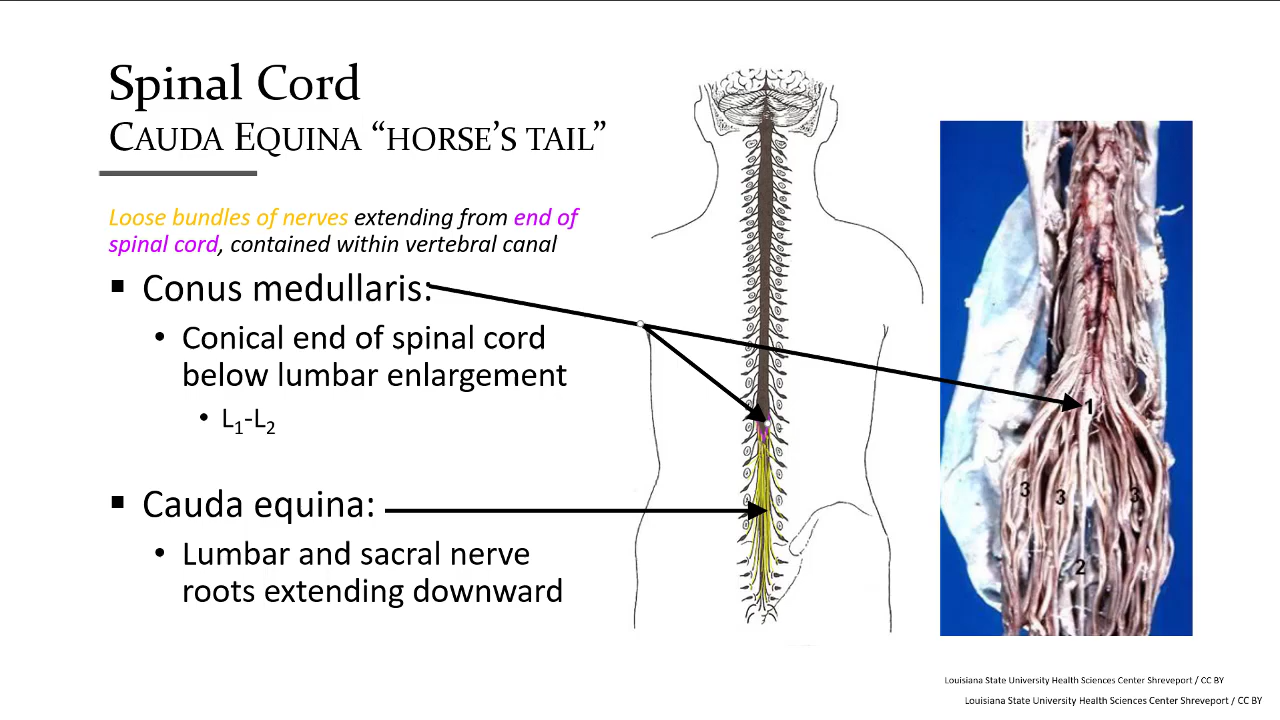 Spinal Cord
CAUDA EQUINA “HORSE’S TAIL”
Loose bundles of nerves extending from end of
spinal cord, contained within vertebral canal
▪ Conus medullaris:
• Conical end of spinal cord
below lumbar enlargement
• L₁-L₂
▪ Cauda equina:
• Lumbar and sacral nerve
roots extending downward
1
3 3 3
2
Louisiana State University Health Sciences Center Shreveport / CC BY
Louisiana State University Health Sciences Center Shreveport / CC BY